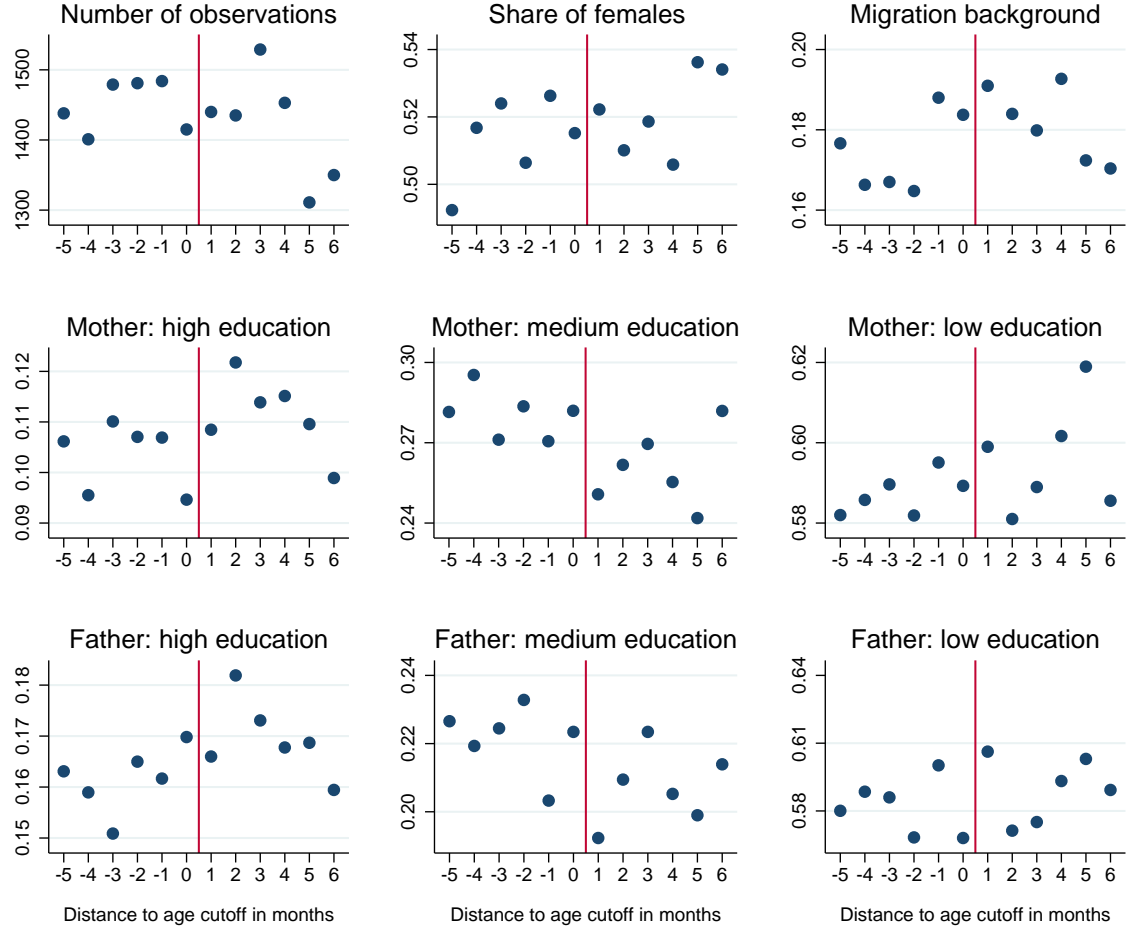 Number of observations
1500
1400
1300
-5 -4 -3 -2 -1 0 1 2 3 4 5 6
Share of females
0.54
0.52
0.50
-5 -4 -3 -2 -1 0 1 2 3 4 5 6
Migration background
0.20
0.18
0.16
-5 -4 -3 -2 -1 0 1 2 3 4 5 6
Mother: high education
0.12
0.11
0.10
0.09
-5 -4 -3 -2 -1 0 1 2 3 4 5 6
Mother: medium education
0.30
0.27
0.24
-5 -4 -3 -2 -1 0 1 2 3 4 5 6
Mother: low education
0.62
0.60
0.58
-5 -4 -3 -2 -1 0 1 2 3 4 5 6
Father: high education
0.18
0.17
0.16
0.15
-5 -4 -3 -2 -1 0 1 2 3 4 5 6
Distance to age cutoff in months
Father: medium education
0.24
0.22
0.20
-5 -4 -3 -2 -1 0 1 2 3 4 5 6
Distance to age cutoff in months
Father: low education
0.64
0.61
0.58
-5 -4 -3 -2 -1 0 1 2 3 4 5 6
Distance to age cutoff in months